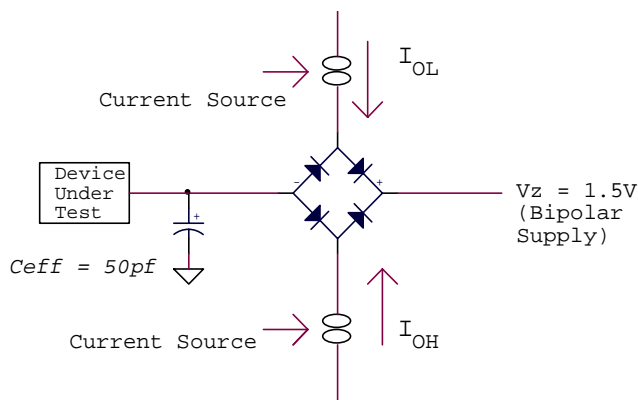 I_OL
Current Source
Device
Under
Test
- +
Vz = 1.5V
(Bipolar
Supply)
+
Ceff = 50pf
Current Source
I_OH